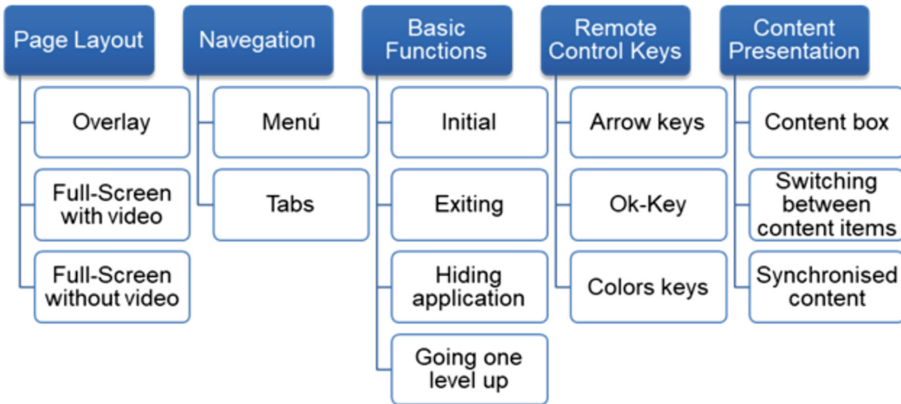 Page Layout
Overlay
Full-Screen
with video
Full-Screen
without video
Navigation
Menú
Tabs
Basic
Functions
Initial
Exiting
Hiding
application
Going one
level up
Remote
Control Keys
Arrow keys
Ok-Key
Colors keys
Content
Presentation
Content box
Switching
between
content items
Synchronised
content